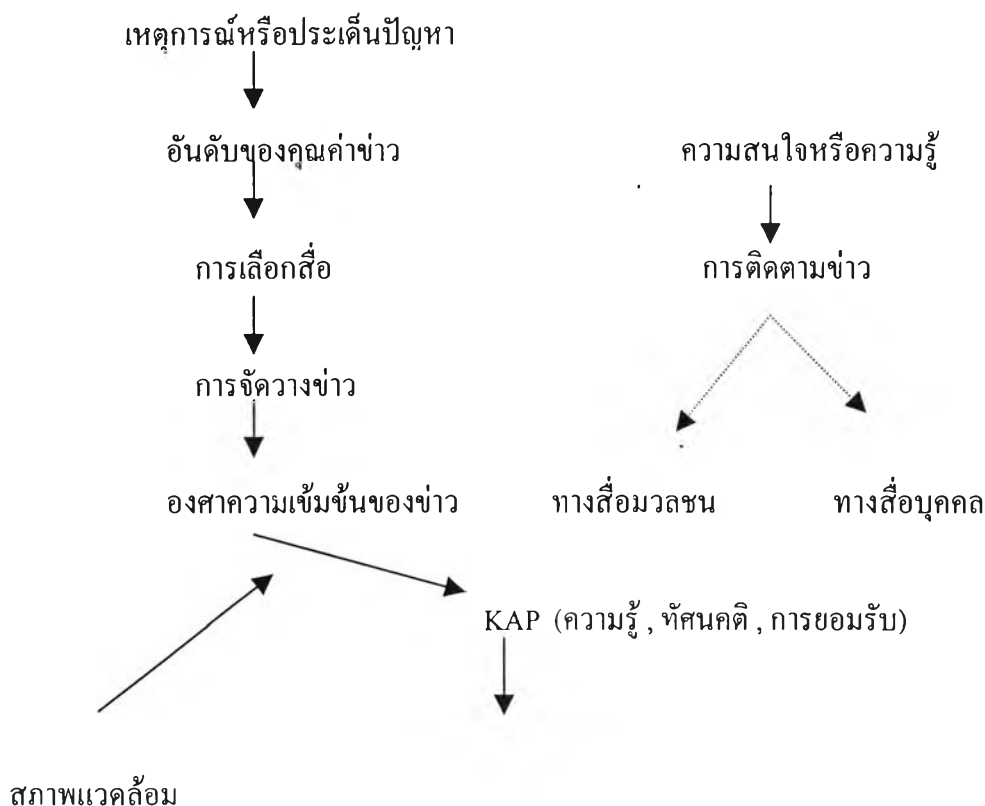 เหตุการณ์หรือประเด็นปัญหา
อันดับของคุณค่าข่าว ความสนใจหรือความรู้
การเลือกสื่อ การติดตามข่าว
การจัดวางข่าว
องศาความเข้มข้นของข่าว ทางสื่อมวลชน ทางสื่อบุคคล
KAP (ความรู้ , ทัศนคติ , การยอมรับ)
สภาพแวดล้อม